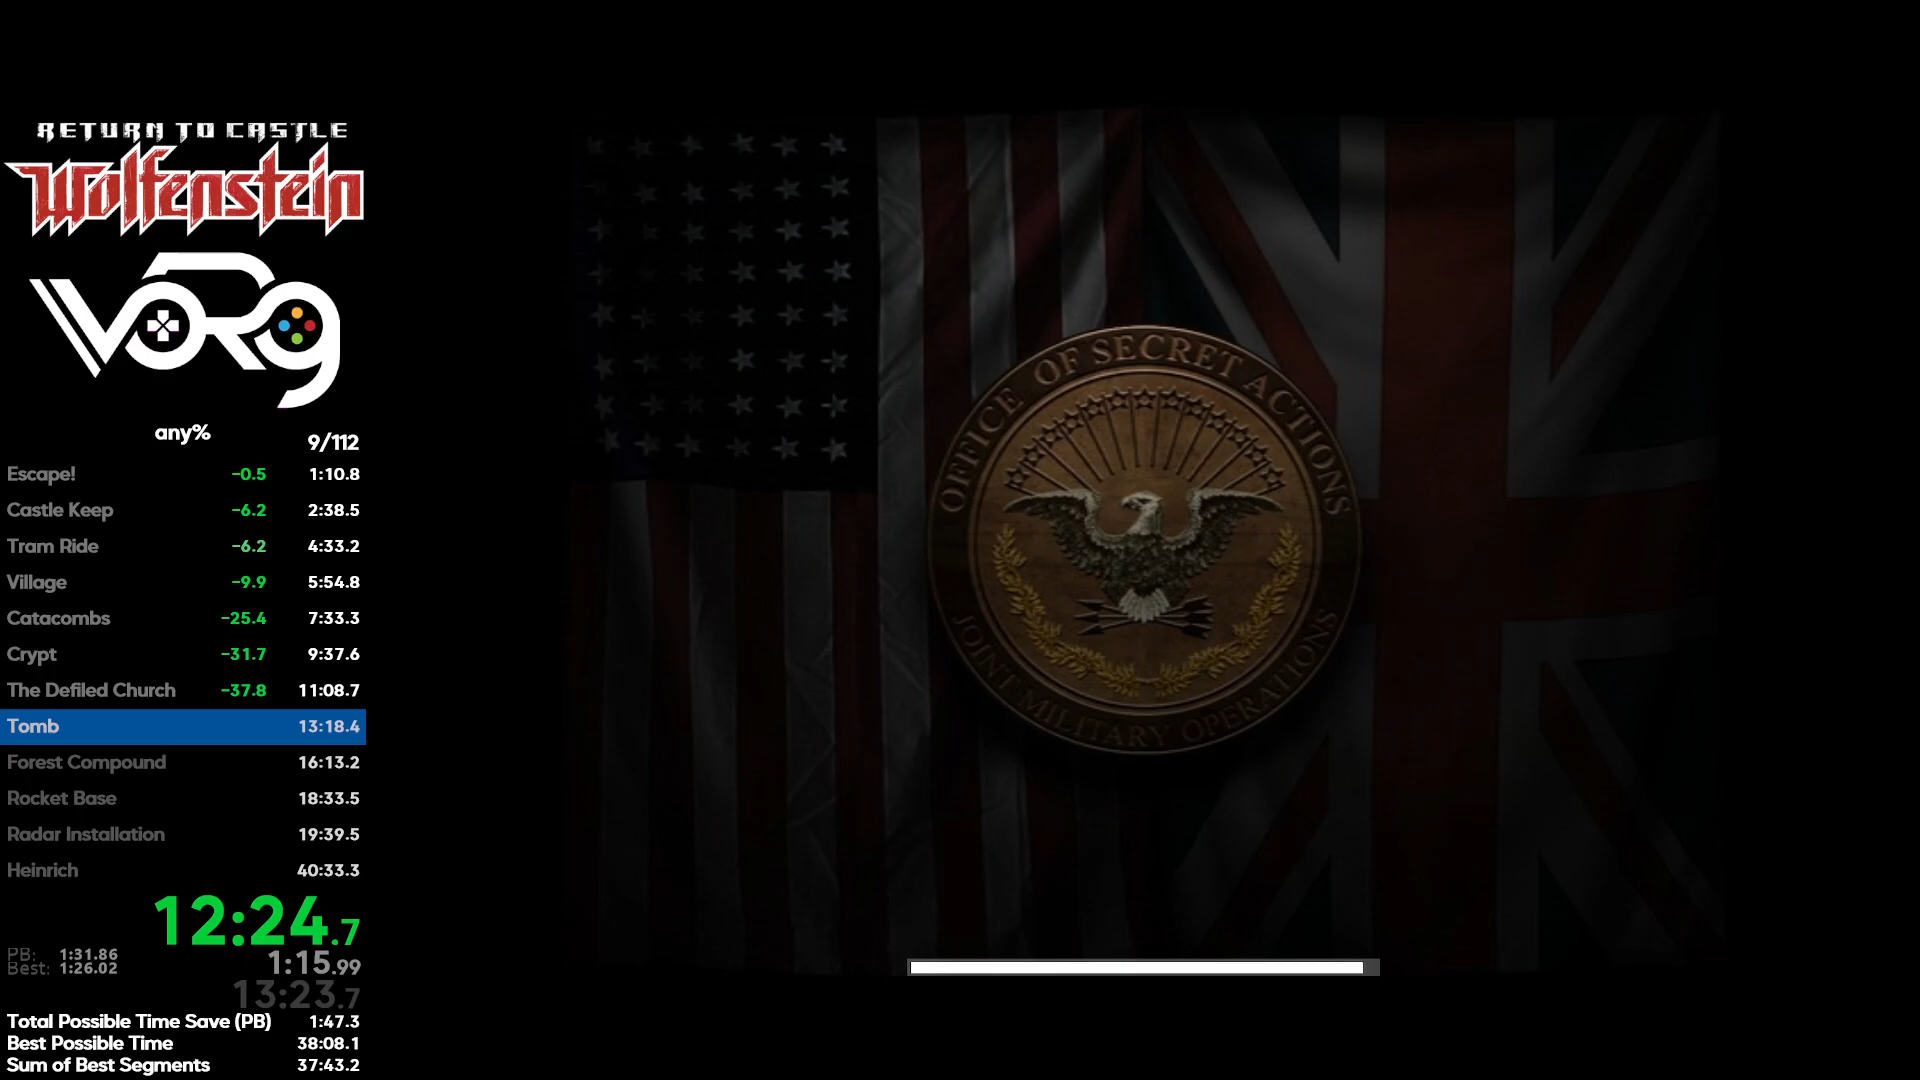 RETURN TO CASTLE
Wolfenstein
VORg
any%
9/112
Escape! -0.5 1:10.8
Castle Keep -6.2 2:38.5
Tram Ride -6.2 4:33.2
Village -9.9 5:54.8
Catacombs -25.4 7:33.3
Crypt -31.7 9:37.6
The Defiled Church -37.8 11:08.7
Tomb 13:18.4
Forest Compound 16:13.2
Rocket Base 18:33.5
Radar Installation 19:39.5
Heinrich 40:33.3
12:24.7
PB: 1:31.86
Best: 1:26.02
1:15.99
13:23.7
Total Possible Time Save (PB) 1:47.3
Best Possible Time 38:08.1
Sum of Best Segments 37:43.2
OFFICE OF SECRET ACTIONS
JOINT MILITARY OPERATIONS